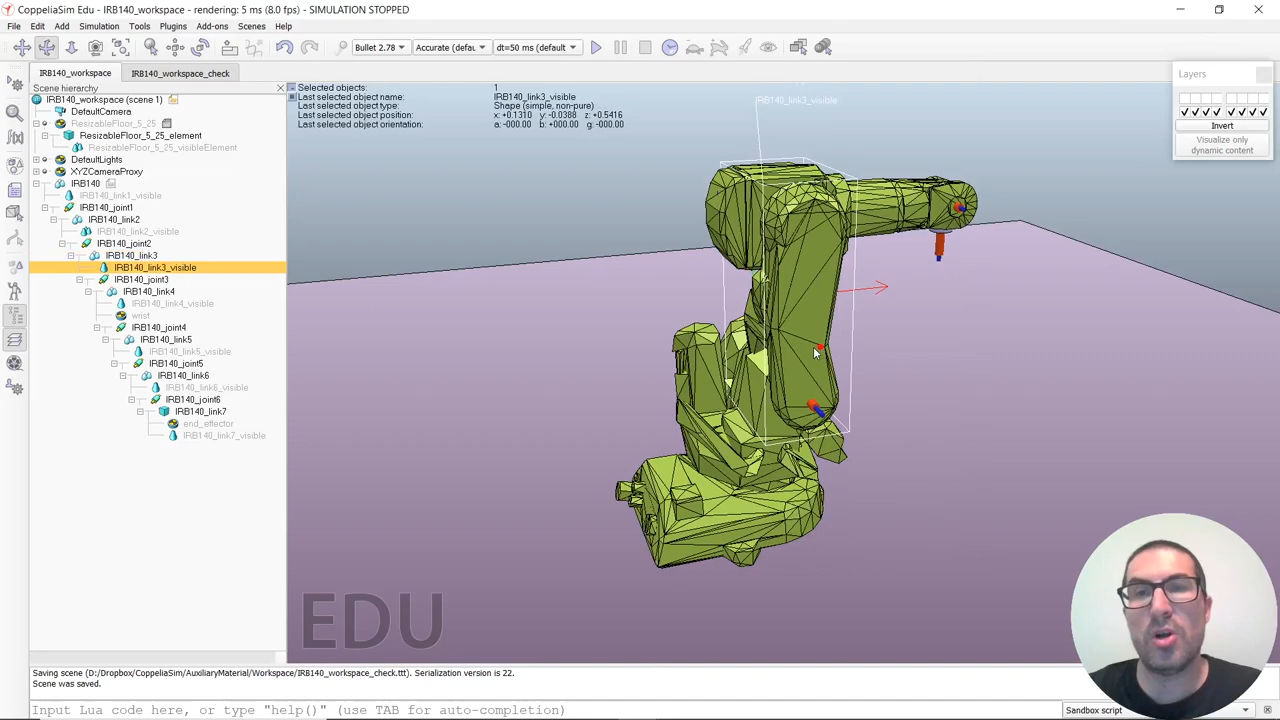 CoppeliaSim Edu - IRB140_workspace - rendering: 5 ms (8.0 fps) - SIMULATION STOPPED
File Edit Add Simulation Tools Plugins Add-ons Scenes Help
Bullet 2.78 Accurate (defau dt=50 ms (default
IRB140_workspace IRB140_workspace_check
Scene hierarchy
IRB140_workspace (scene 1)
DefaultCamera
ResizableFloor_5_25
ResizableFloor_5_25_element
ResizableFloor_5_25_visibleElement
DefaultLights
XYZCameraProxy
IRB140
IRB140_link1_visible
IRB140_joint1
IRB140_link2
IRB140_link2_visible
IRB140_joint2
IRB140_link3
IRB140_link3_visible
IRB140_joint3
IRB140_link4
IRB140_link4_visible
wrist
IRB140_joint4
IRB140_link5
IRB140_link5_visible
IRB140_joint5
IRB140_link6
IRB140_link6_visible
IRB140_joint6
IRB140_link7
end_effector
IRB140_link7_visible
Selected objects: 1
Last selected object name: IRB140_link3_visible
Last selected object type: Shape (simple, non-pure)
Last selected object position: x: +0.1310 y: -0.0388 z: +0.5416
Last selected object orientation: a: -000.00 b: +000.00 g: -000.00
IRB140_link3_visible
Layers
Invert
Visualize only
dynamic content
EDU
Saving scene (D:/Dropbox/CoppeliaSim/AuxiliaryMaterial/Workspace/IRB140_workspace_check.ttt). Serialization version is 22.
Scene was saved.
Input Lua code here, or type "help()" (use TAB for auto-completion)
Sandbox script